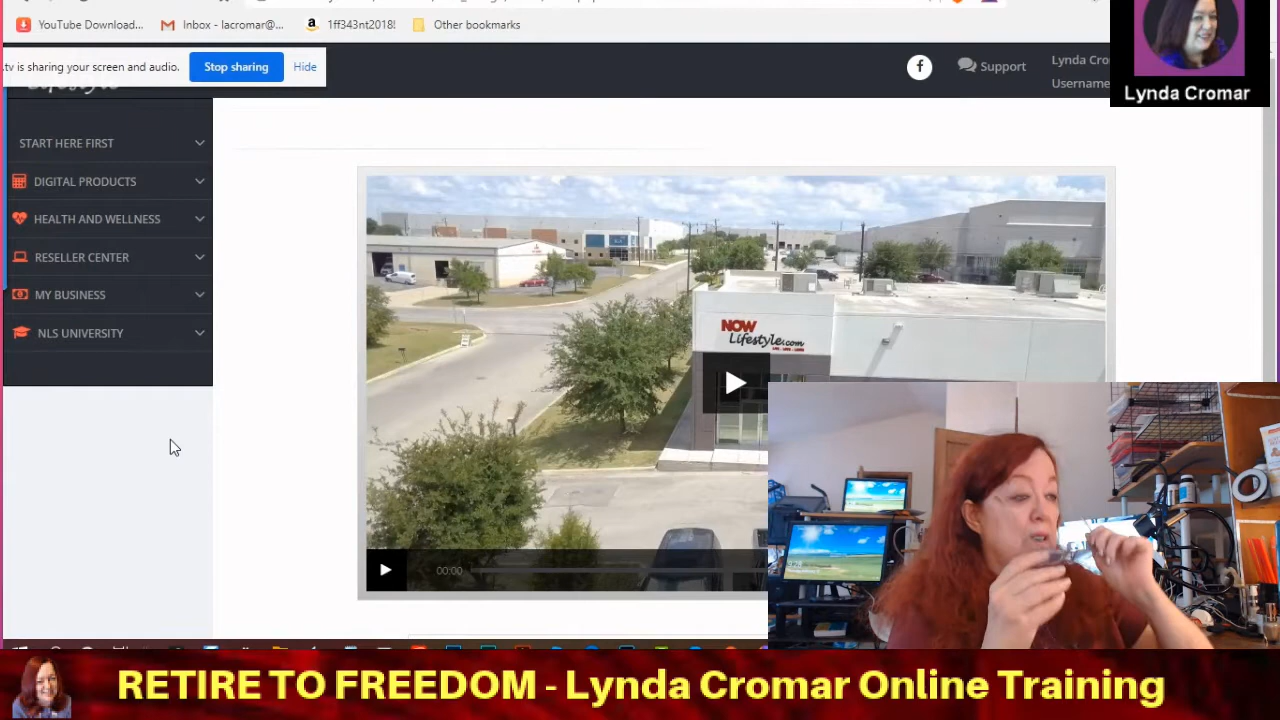 YouTube Download...
Inbox - lacromar@...
1ff343nt2018!
Other bookmarks
.tv is sharing your screen and audio.
Stop sharing
Hide
Lifestyle
f
Support
Lynda Cro
Username
Lynda Cromar
START HERE FIRST
DIGITAL PRODUCTS
HEALTH AND WELLNESS
RESELLER CENTER
MY BUSINESS
NLS UNIVERSITY
NOW
Lifestyle.com
00:00
RETIRE TO FREEDOM - Lynda Cromar Online Training